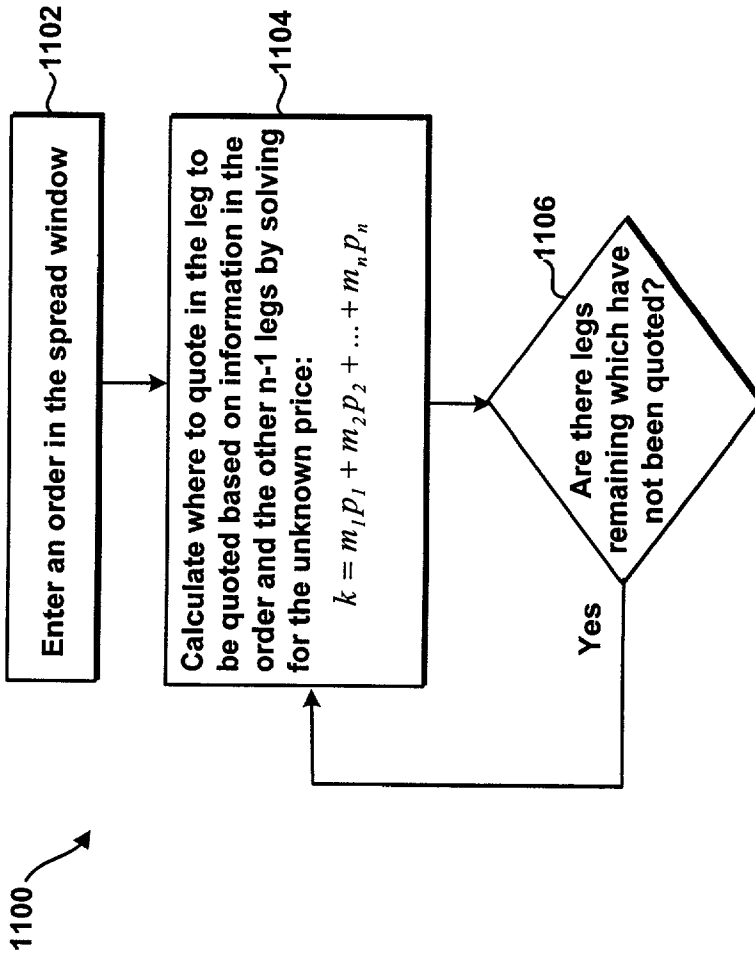 1100
1102
Enter an order in the spread window
1104
Calculate where to quote in the leg to
be quoted based on information in the
order and the other n-1 legs by solving
for the unknown price:
k = m₁p₁ + m₂p₂ + ... + mₙpₙ
1106
Are there legs
remaining which have
not been quoted?
Yes